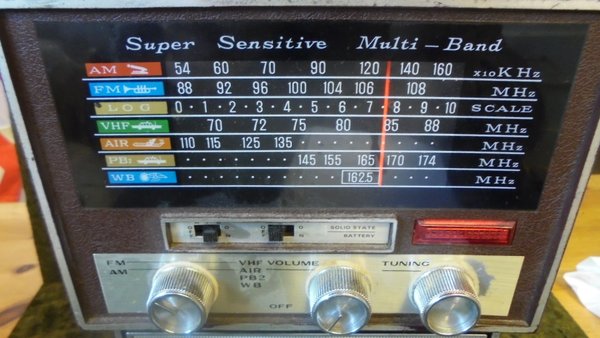 Super Sensitive Multi-Band
AM 54 60 70 90 120 140 160 x10KHz
FM 88 92 96 100 104 106 108 MHz
LOG 0 1 2 3 4 5 6 7 8 9 10 SCALE
VHF 70 72 75 80 85 88 MHz
AIR 110 115 125 135 MHz
PB2 145 155 165 170 174 MHz
WB 162.5 MHz
SOLID STATE
BATTERY
FM VHF VOLUME TUNING
AM AIR
PB2
WB
OFF